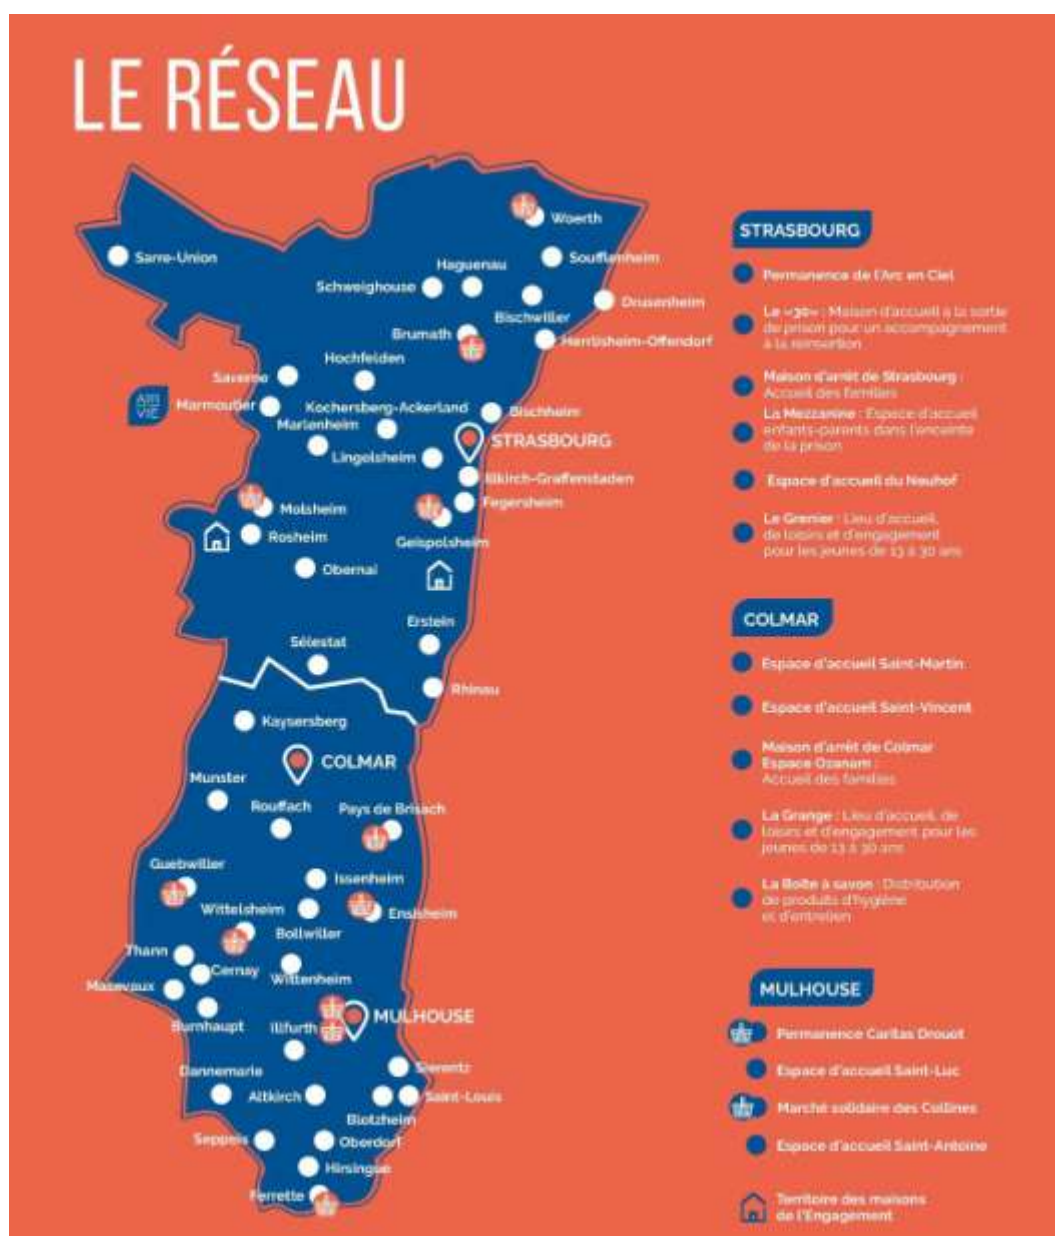 LE RÉSEAU
Woerth
Sarre-Union
Soufflenheim
Haguenau
Schweighouse
Drusenheim
Bischwiller
Brumath
Herrlisheim-Offendorf
Hochfelden
Saverne
ART
VIE
Marmoutier
Kochersberg-Ackerland
Bischheim
Marlenheim
STRASBOURG
Lingolsheim
Illkirch-Graffenstaden
Fegersheim
Molsheim
Rosheim
Geispolsheim
Obernai
Erstein
Sélestat
Rhinau
Kaysersberg
COLMAR
Munster
Rouffach
Pays de Brisach
Guebwiller
Issenheim
Wittelsheim
Ensisheim
Bollwiller
Thann
Cernay
Wittenheim
Masevaux
Burnhaupt
Illfurth
MULHOUSE
Dannemarie
Sierentz
Altkirch
Saint-Louis
Blotzheim
Seppois
Oberdorf
Hirsingue
Ferrette
STRASBOURG
Permanence de l'Arc en Ciel
Le «30» : Maison d'accueil à la sortie
de prison pour un accompagnement
à la reinsertion
Maison d'arrêt de Strasbourg :
Accueil des familles
La Mezzanine : Espace d'accueil
enfants-parents dans l'enceinte
de la prison
Espace d'accueil du Neuhof
Le Grenier : Lieu d'accueil,
de loisirs et d'engagement
pour les jeunes de 13 à 30 ans
COLMAR
Espace d'accueil Saint-Martin
Espace d'accueil Saint-Vincent
Maison d'arrêt de Colmar
Espace Ozanam :
Accueil des familles
La Grange : Lieu d'accueil, de
loisirs et d'engagement pour les
jeunes de 13 à 30 ans
La Boîte à savon : Distribution
de produits d'hygiène
et d'entretien
MULHOUSE
Permanence Caritas Drouot
Espace d'accueil Saint-Luc
Marché solidaire des Collines
Espace d'accueil Saint-Antoine
Territoire des maisons
de l'Engagement